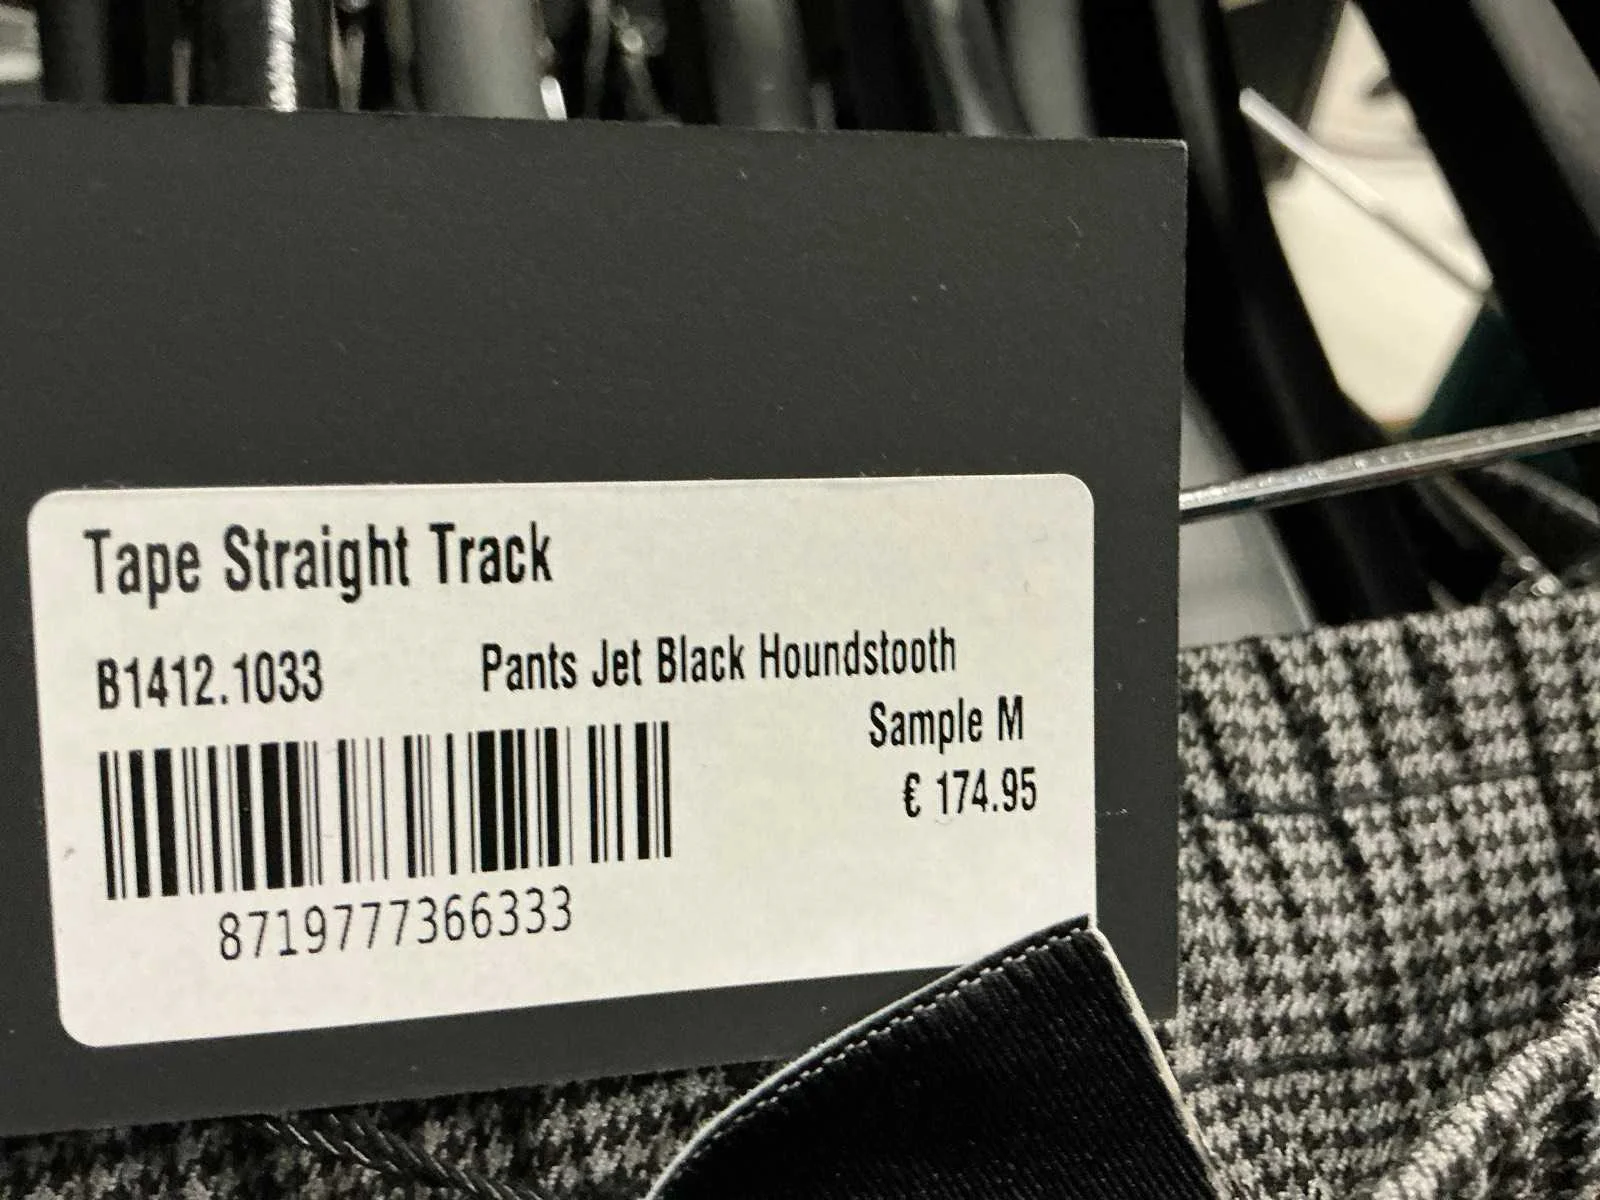 Tape Straight Track
B1412.1033 Pants Jet Black Houndstooth
Sample M
€ 174.95
8719777366333